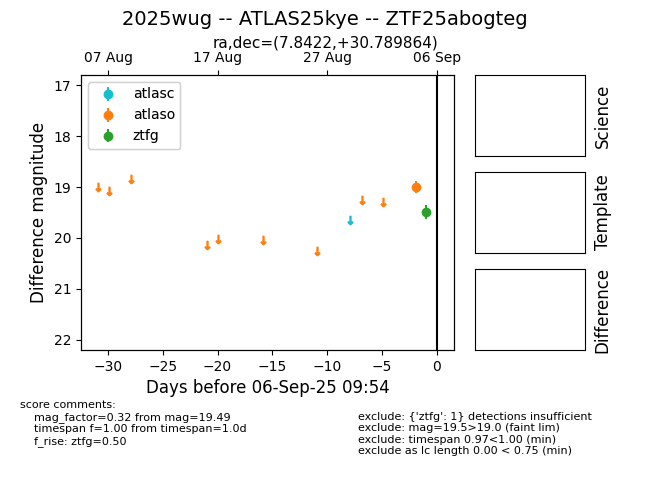 2025wug -- ATLAS25kye -- ZTF25abogteg
ra,dec=(7.8422,+30.789864)
07 Aug 17 Aug 27 Aug 06 Sep
atlasc
atlaso
ztfg
17
18
19
20
21
22
Difference magnitude
−30 −25 −20 −15 −10 −5 0
Days before 06-Sep-25 09:54
Science
Template
Difference
score comments:
mag_factor=0.32 from mag=19.49
timespan f=1.00 from timespan=1.0d
f_rise: ztfg=0.50
exclude: {'ztfg': 1} detections insufficient
exclude: mag=19.5>19.0 (faint lim)
exclude: timespan 0.97<1.00 (min)
exclude as lc length 0.00 < 0.75 (min)